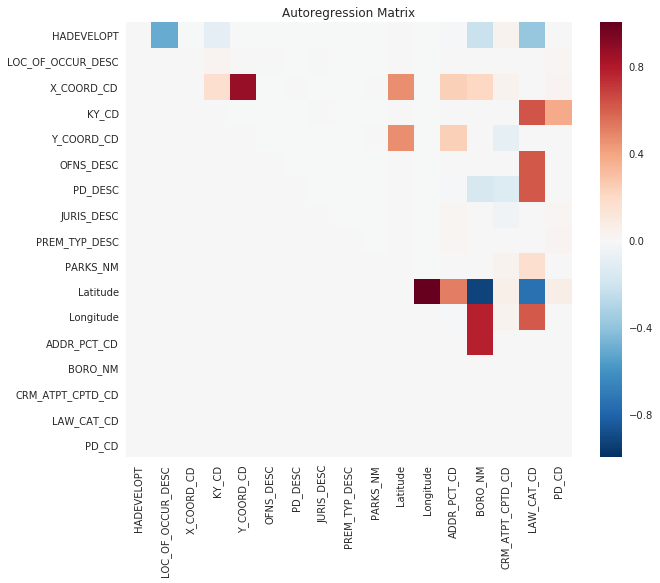 Autoregression Matrix
HADEVELOPT
LOC_OF_OCCUR_DESC
X_COORD_CD
KY_CD
Y_COORD_CD
OFNS_DESC
PD_DESC
JURIS_DESC
PREM_TYP_DESC
PARKS_NM
Latitude
Longitude
ADDR_PCT_CD
BORO_NM
CRM_ATPT_CPTD_CD
LAW_CAT_CD
PD_CD
HADEVELOPT
LOC_OF_OCCUR_DESC
X_COORD_CD
KY_CD
Y_COORD_CD
OFNS_DESC
PD_DESC
JURIS_DESC
PREM_TYP_DESC
PARKS_NM
Latitude
Longitude
ADDR_PCT_CD
BORO_NM
CRM_ATPT_CPTD_CD
LAW_CAT_CD
PD_CD
0.8
0.4
0.0
−0.4
−0.8